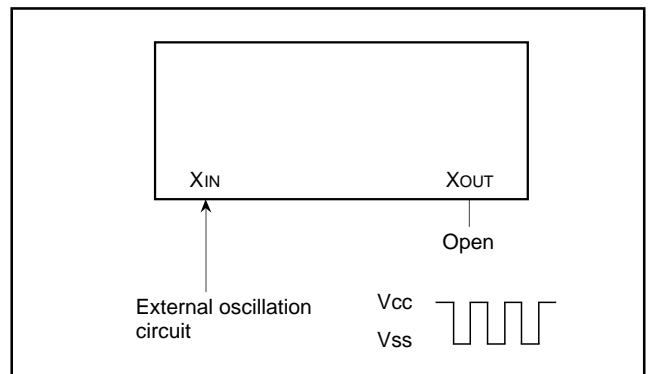 XIN XOUT
Open
External oscillation
circuit
Vcc
Vss